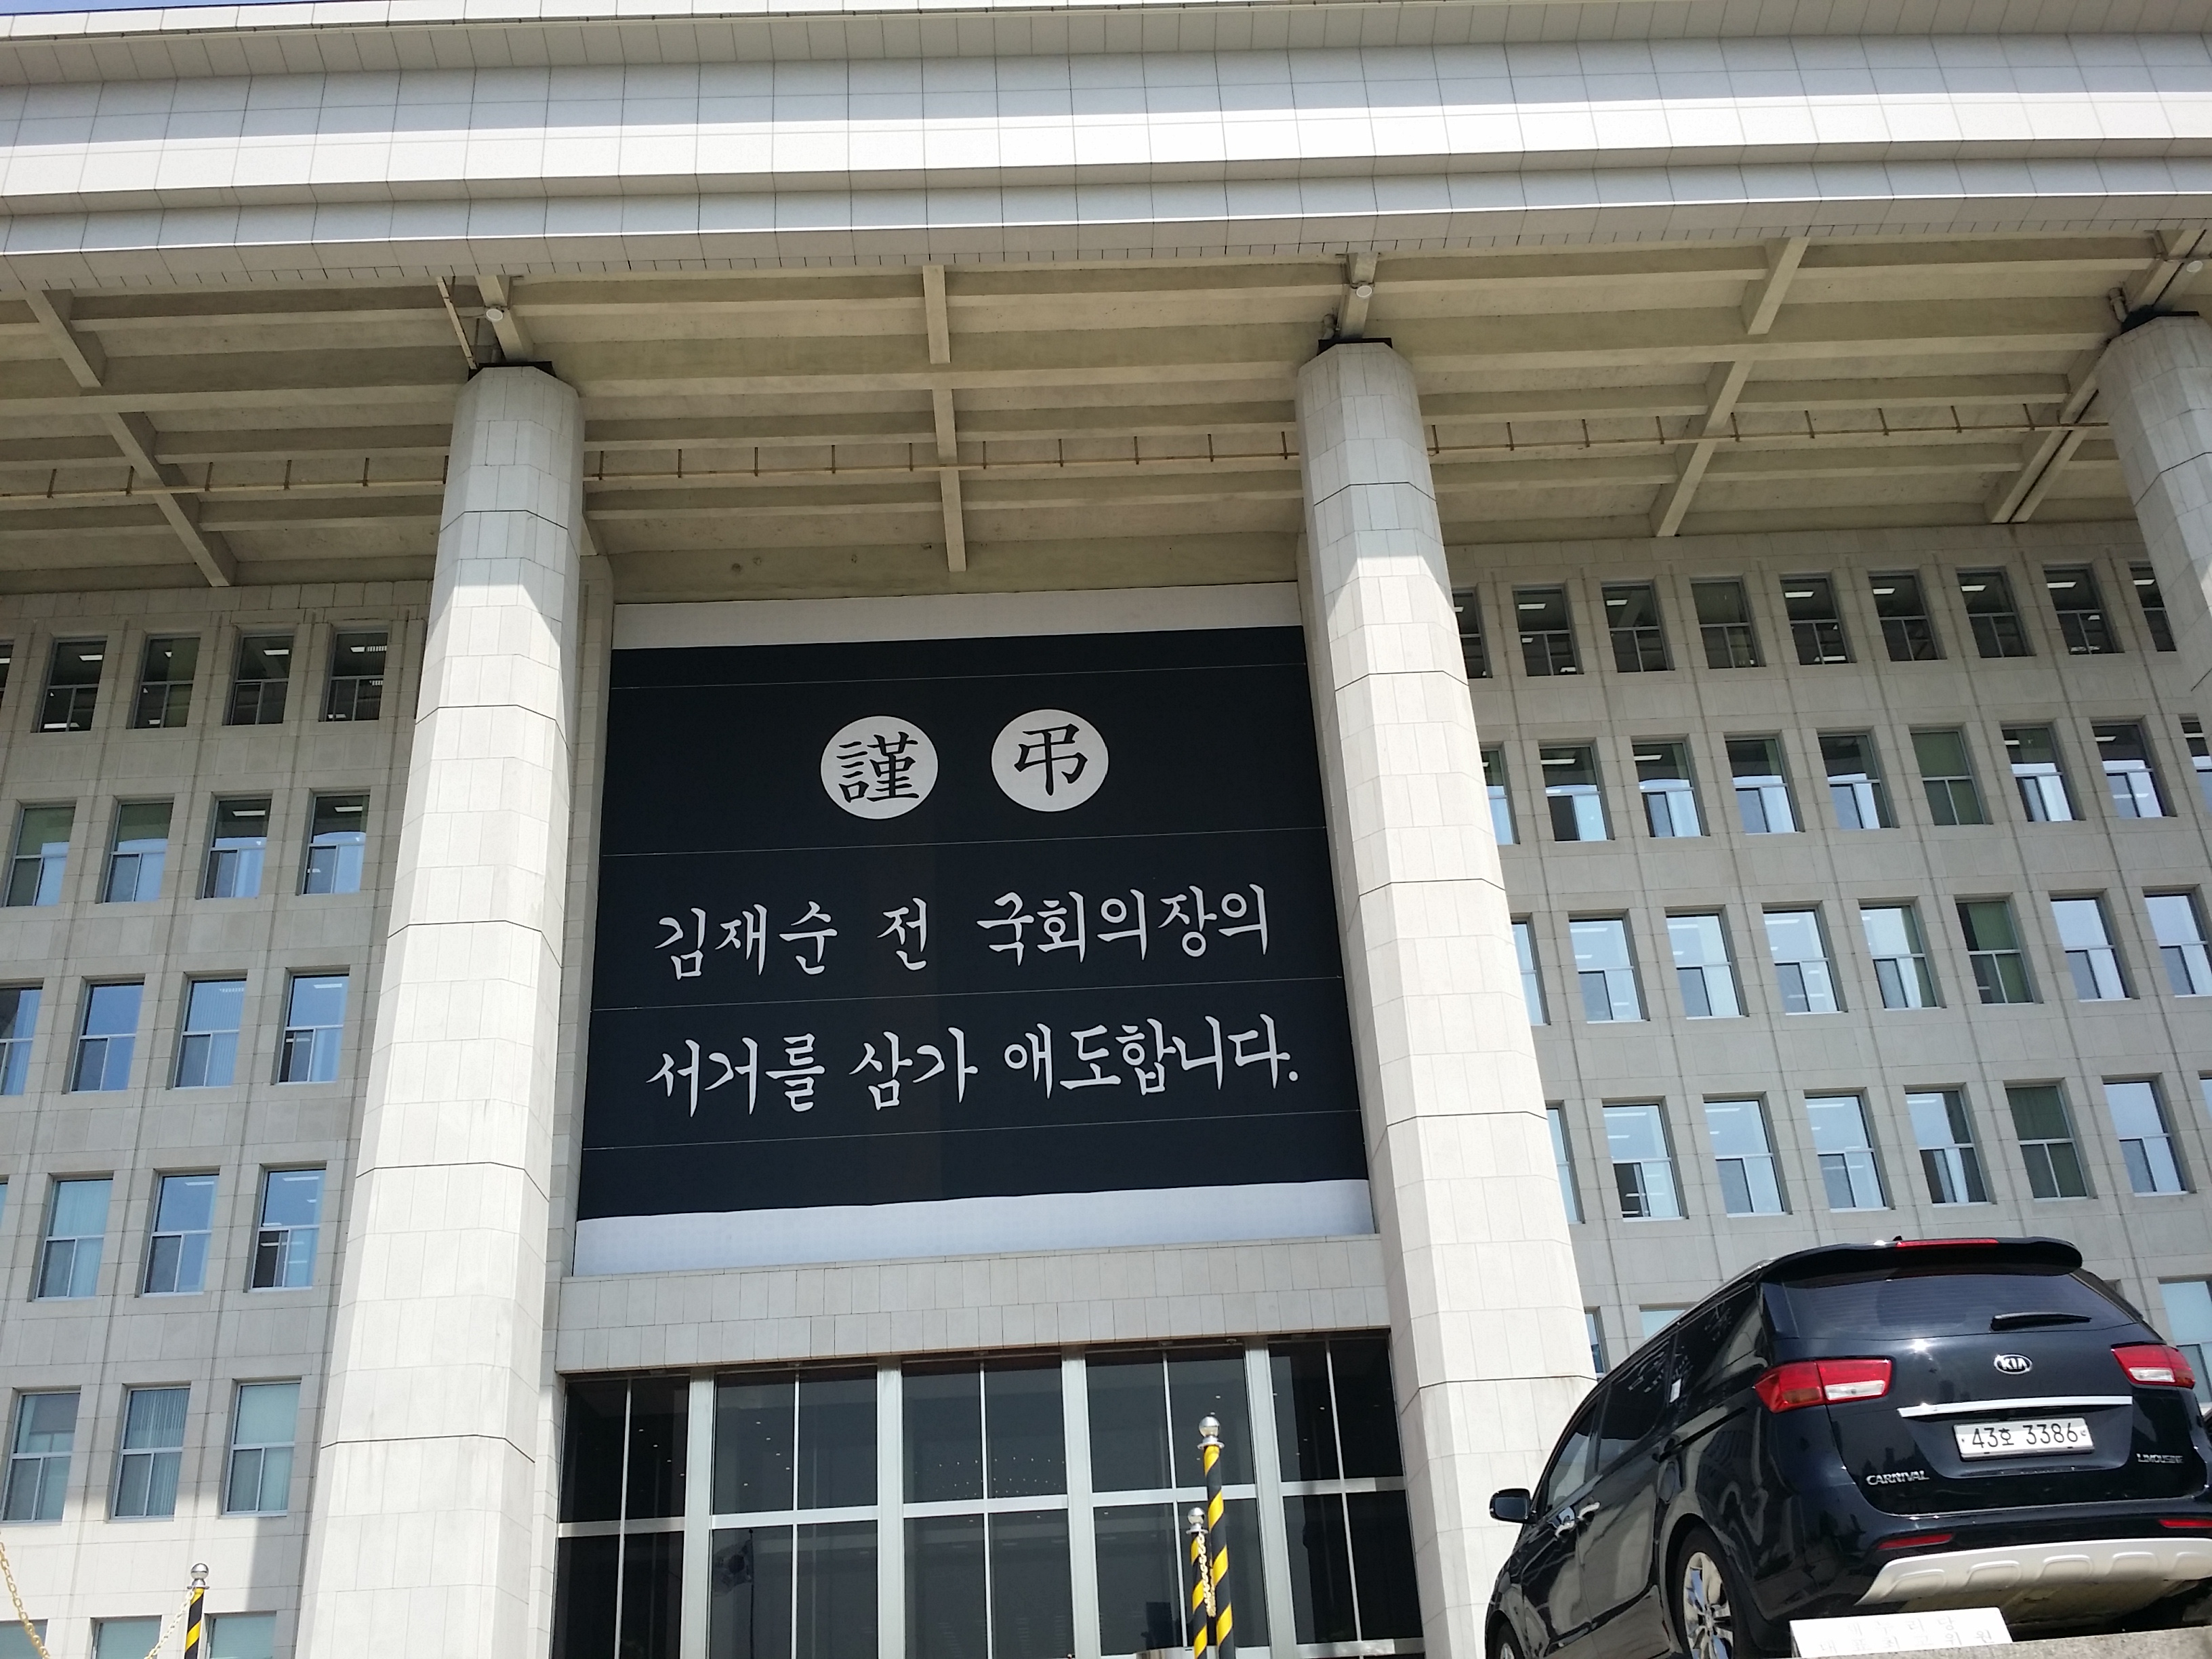 謹 弔
김재순 전 국회의장의
서거를 삼가 애도합니다.
KIA
43호 3386
CARNIVAL
LIMOUSINE